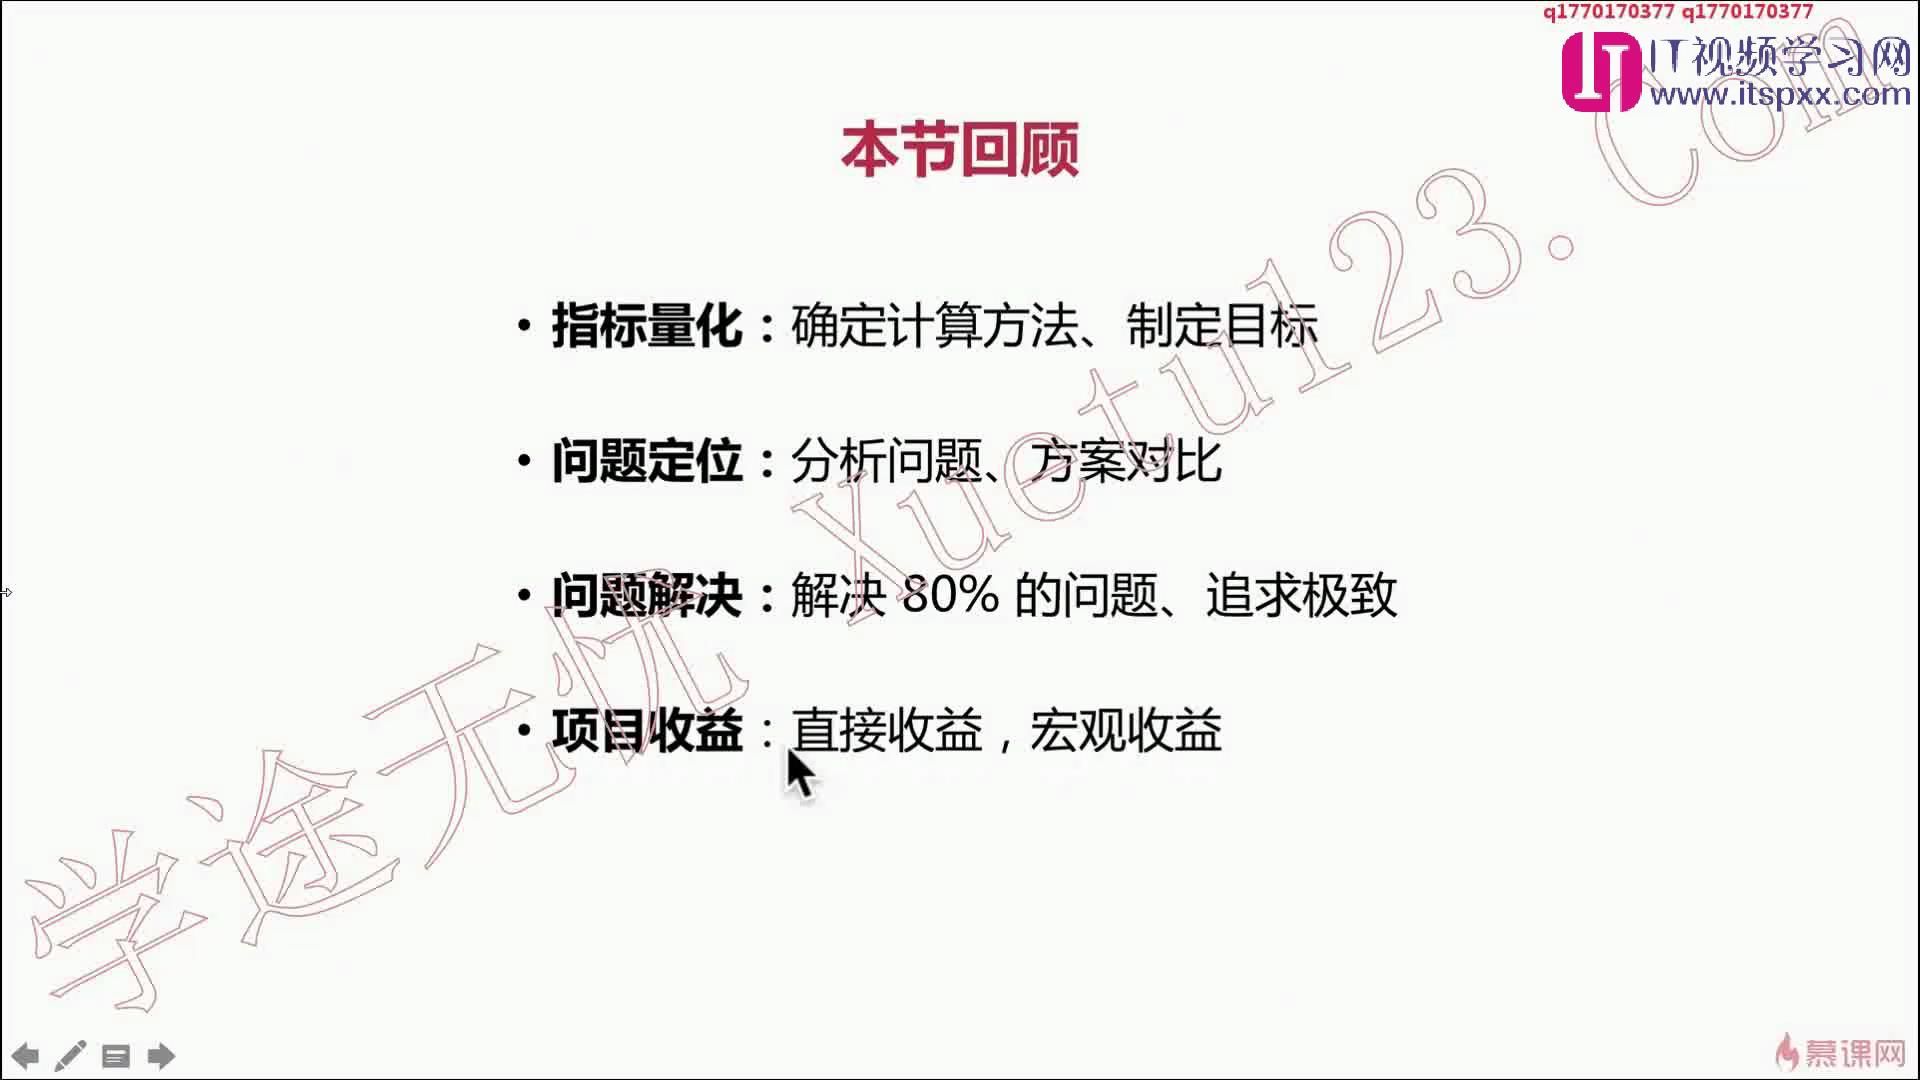 q1770170377 q1770170377
IT视频学习网
www.itspxx.com
本节回顾
• 指标量化：确定计算方法、制定目标
• 问题定位：分析问题、方案对比
• 问题解决：解决 80% 的问题、追求极致
• 项目收益：直接收益，宏观收益
学途无忧 Xuetu123.Com
慕课网